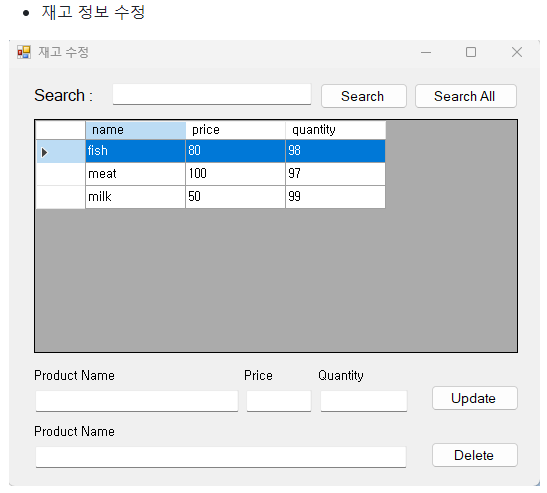 재고 정보 수정
재고 수정
Search : Search Search All
name price quantity
fish 80 98
meat 100 97
milk 50 99
Product Name Price Quantity
Update
Product Name
Delete